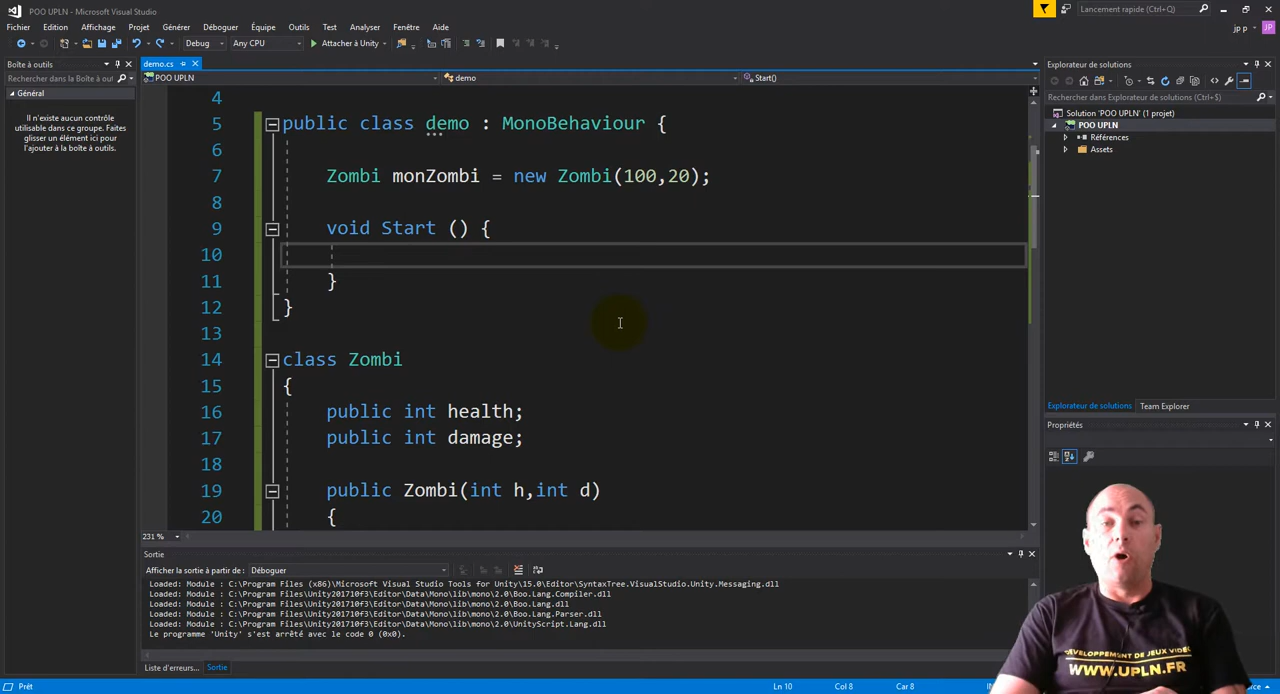 POO UPLN - Microsoft Visual Studio
Lancement rapide (Ctrl+Q)
Fichier Edition Affichage Projet Générer Déboguer Équipe Outils Test Analyser Fenêtre Aide
jp p JP
Debug Any CPU Attacher à Unity
Boîte à outils
Rechercher dans la Boîte à outi
Général
Il n'existe aucun contrôle
utilisable dans ce groupe. Faites
glisser un élément ici pour
l'ajouter à la boîte à outils.
demo.cs
POO UPLN demo Start()
4
5 public class demo : MonoBehaviour {
6
7 Zombi monZombi = new Zombi(100,20);
8
9 void Start () {
10
11 }
12 }
13
14 class Zombi
15 {
16 public int health;
17 public int damage;
18
19 public Zombi(int h,int d)
20 {
231 %
Explorateur de solutions
Rechercher dans Explorateur de solutions (Ctrl+$)
Solution 'POO UPLN' (1 projet)
POO UPLN
Références
Assets
Explorateur de solutions Team Explorer
Propriétés
Sortie
Afficher la sortie à partir de : Déboguer
Loaded: Module : C:\Program Files (x86)\Microsoft Visual Studio Tools for Unity\15.0\Editor\SyntaxTree.VisualStudio.Unity.Messaging.dll
Loaded: Module : C:\Program Files\Unity201710f3\Editor\Data\Mono\lib\mono\2.0\Boo.Lang.Compiler.dll
Loaded: Module : C:\Program Files\Unity201710f3\Editor\Data\Mono\lib\mono\2.0\Boo.Lang.dll
Loaded: Module : C:\Program Files\Unity201710f3\Editor\Data\Mono\lib\mono\2.0\Boo.Lang.Parser.dll
Loaded: Module : C:\Program Files\Unity201710f3\Editor\Data\Mono\lib\mono\2.0\UnityScript.Lang.dll
Le programme 'Unity' s'est arrêté avec le code 0 (0x0).
Liste d'erreurs... Sortie
DEVELOPPEMENT DE JEUX VIDEO
WWW.UPLN.FR
Prêt Ln 10 Col 8 Car 8